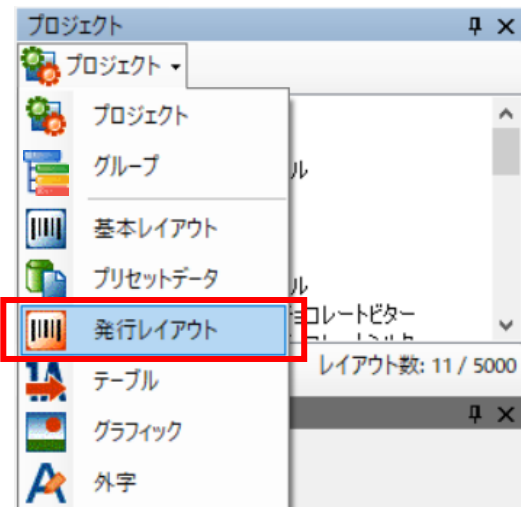 プロジェクト
プロジェクト
プロジェクト
グループ
ル
基本レイアウト
プリセットデータ
ル
発行レイアウト
コレートビター
レイアウト数: 11 / 5000
テーブル
グラフィック
外字